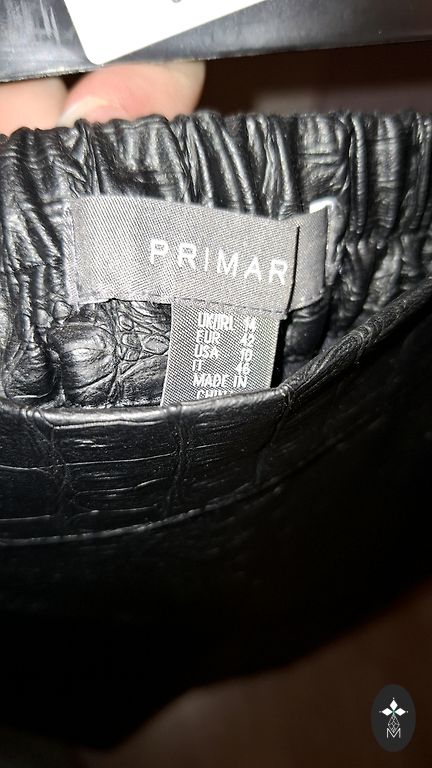 PRIMAR
UK/IRL 14
EUR 42
USA 10
IT 46
MADE IN